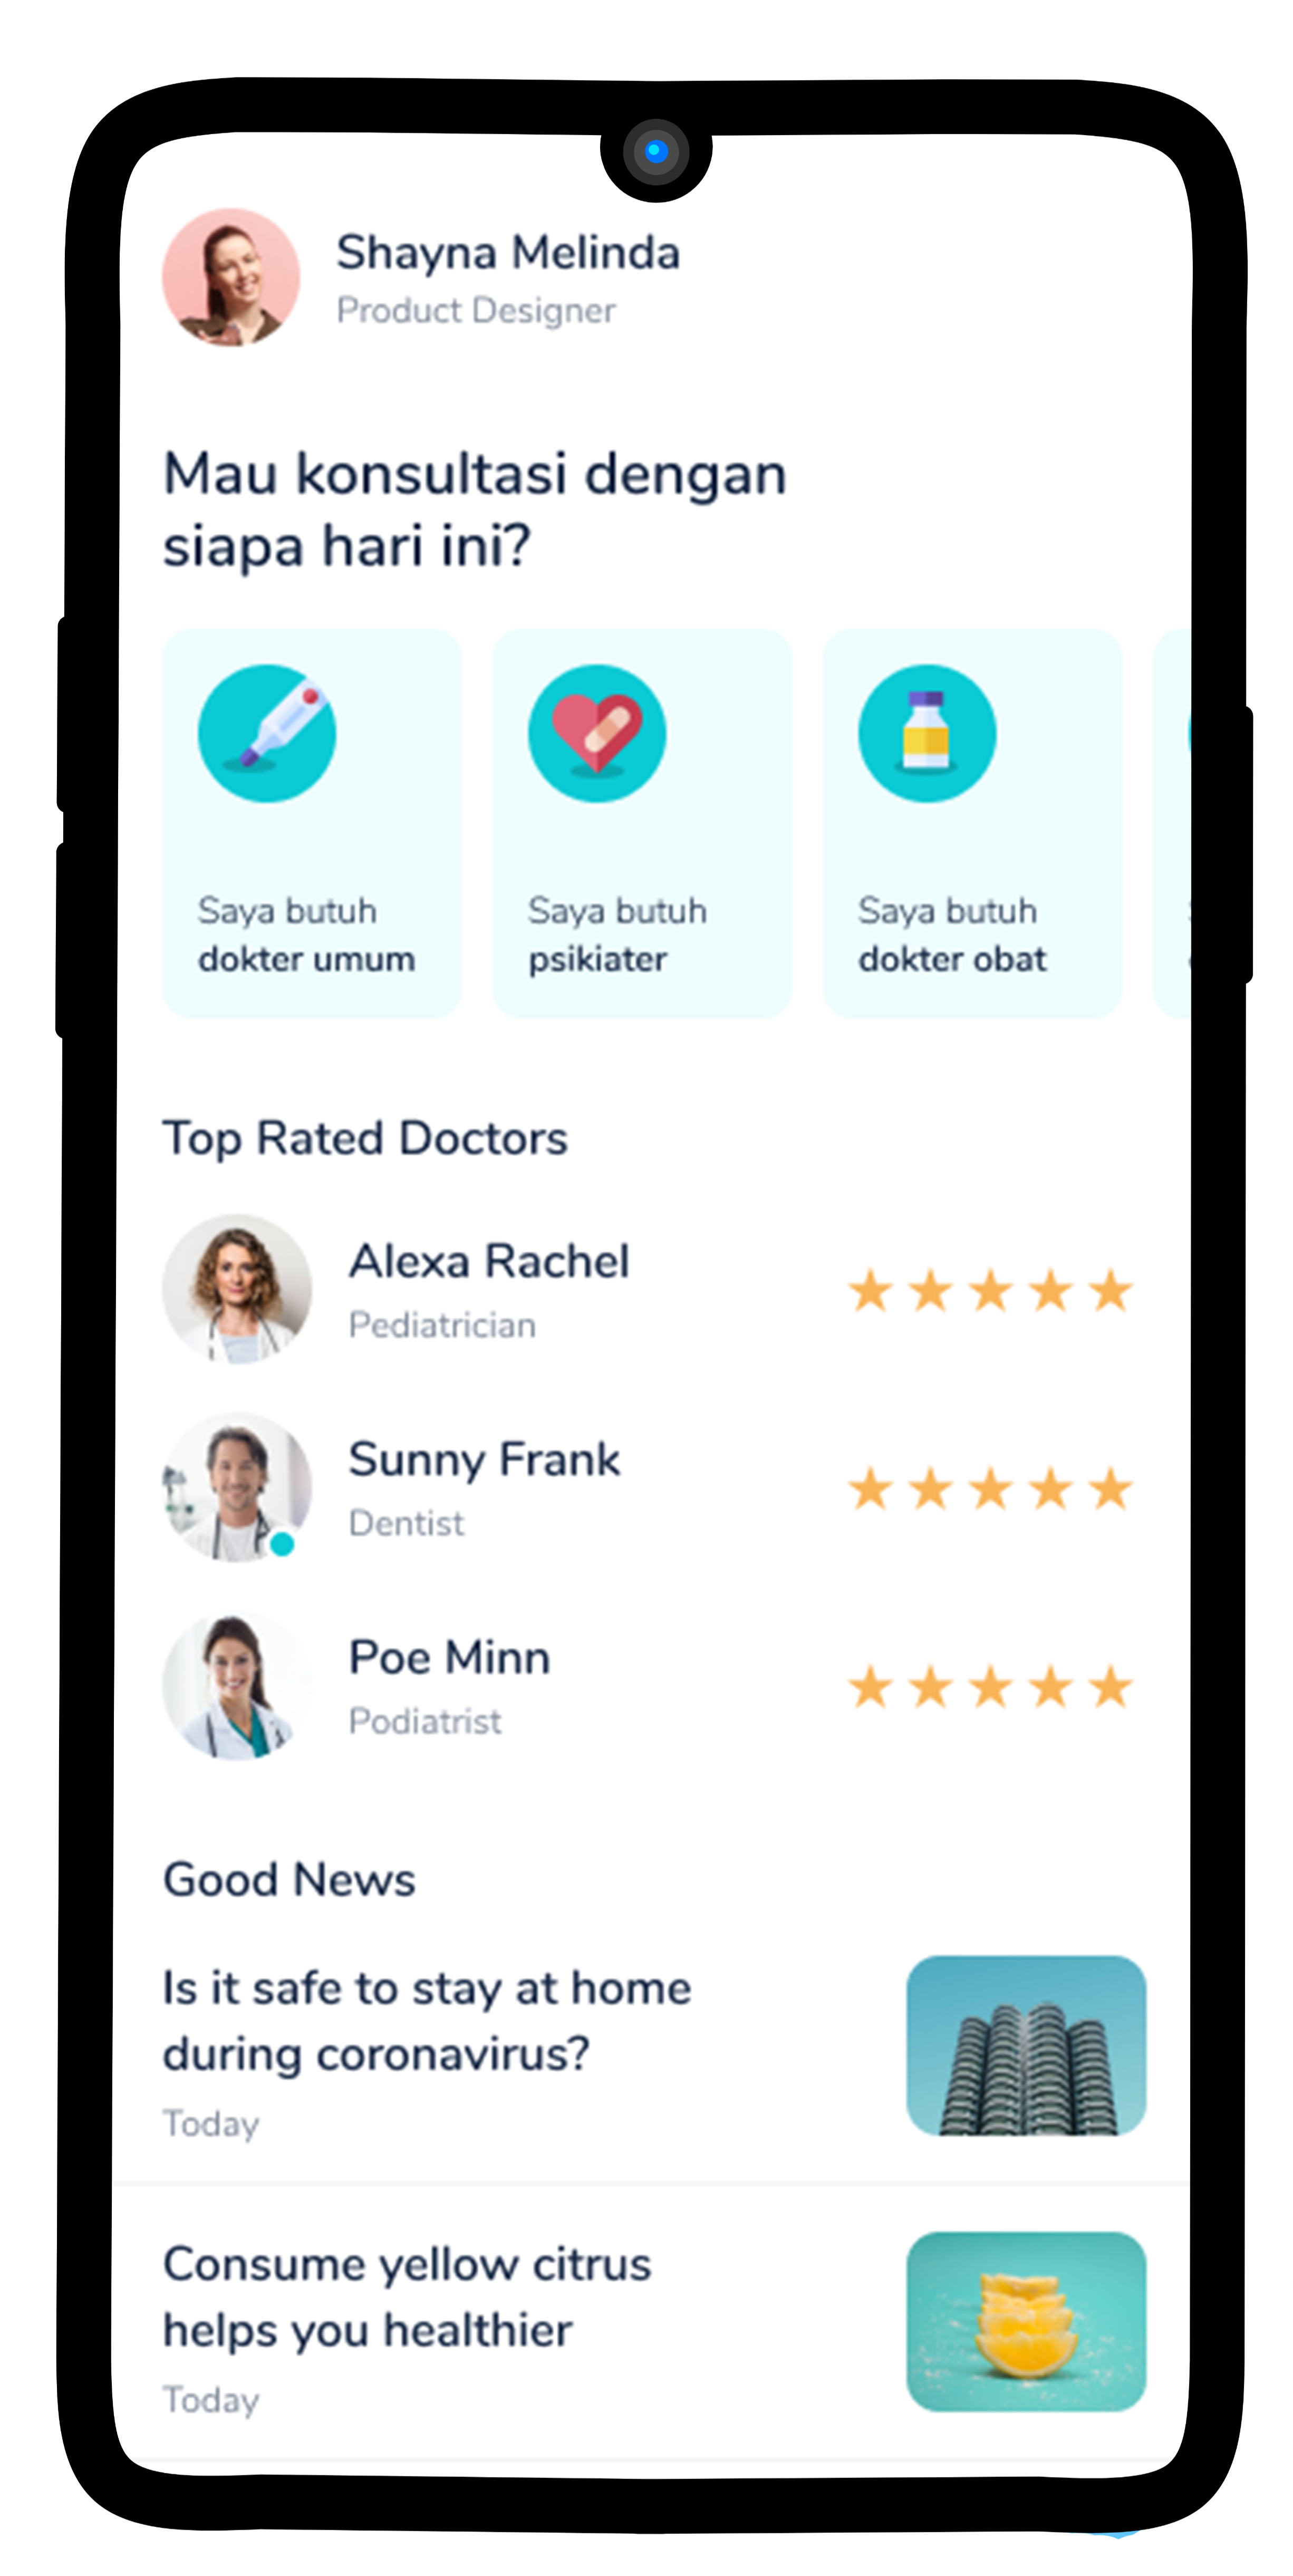 Shayna Melinda
Product Designer
Mau konsultasi dengan
siapa hari ini?
Saya butuh
dokter umum
Saya butuh
psikiater
Saya butuh
dokter obat
Top Rated Doctors
Alexa Rachel
Pediatrician
Sunny Frank
Dentist
Poe Minn
Podiatrist
Good News
Is it safe to stay at home
during coronavirus?
Today
Consume yellow citrus
helps you healthier
Today